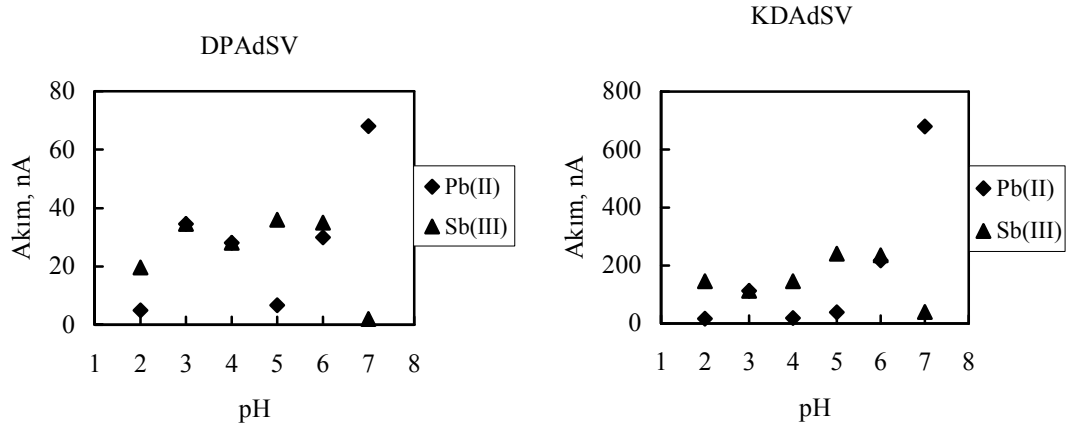 DPAdSV
80
60
40
20
0
Akım, nA
1 2 3 4 5 6 7 8
pH
Pb(II)
Sb(III)
KDAdSV
800
600
400
200
0
Akım, nA
1 2 3 4 5 6 7 8
pH
Pb(II)
Sb(III)